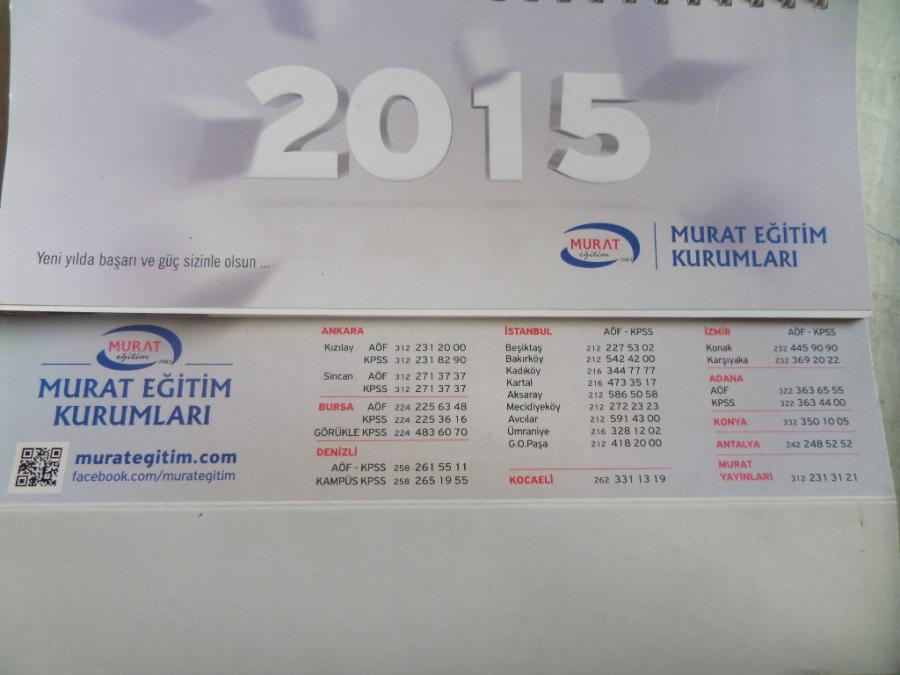 2015
Yeni yılda başarı ve güç sizinle olsun ...
MURAT
eğitim
1983
MURAT EĞİTİM
KURUMLARI
MURAT
eğitim
1983
MURAT EĞİTİM
KURUMLARI
murategitim.com
facebook.com/murategitim
ANKARA
Kızılay AÖF 312 231 20 00
KPSS 312 231 82 90
Sincan AÖF 312 271 37 37
KPSS 312 271 37 37
BURSA AÖF 224 225 63 48
KPSS 224 225 36 16
GÖRÜKLE KPSS 224 483 60 70
DENİZLİ
AÖF - KPSS 258 261 55 11
KAMPÜS KPSS 258 265 19 55
İSTANBUL AÖF - KPSS
Beşiktaş 212 227 53 02
Bakırköy 212 542 42 00
Kadıköy 216 344 77 77
Kartal 216 473 35 17
Aksaray 212 586 50 58
Mecidiyeköy 212 272 23 23
Avcılar 212 591 43 00
Ümraniye 216 328 12 02
G.O.Paşa 212 418 20 00
KOCAELİ 262 331 13 19
İZMİR AÖF - KPSS
Konak 232 445 90 90
Karşıyaka 232 369 20 22
ADANA
AÖF 322 363 65 55
KPSS 322 363 44 00
KONYA 332 350 10 05
ANTALYA 242 248 52 52
MURAT
YAYINLARI 312 231 31 21